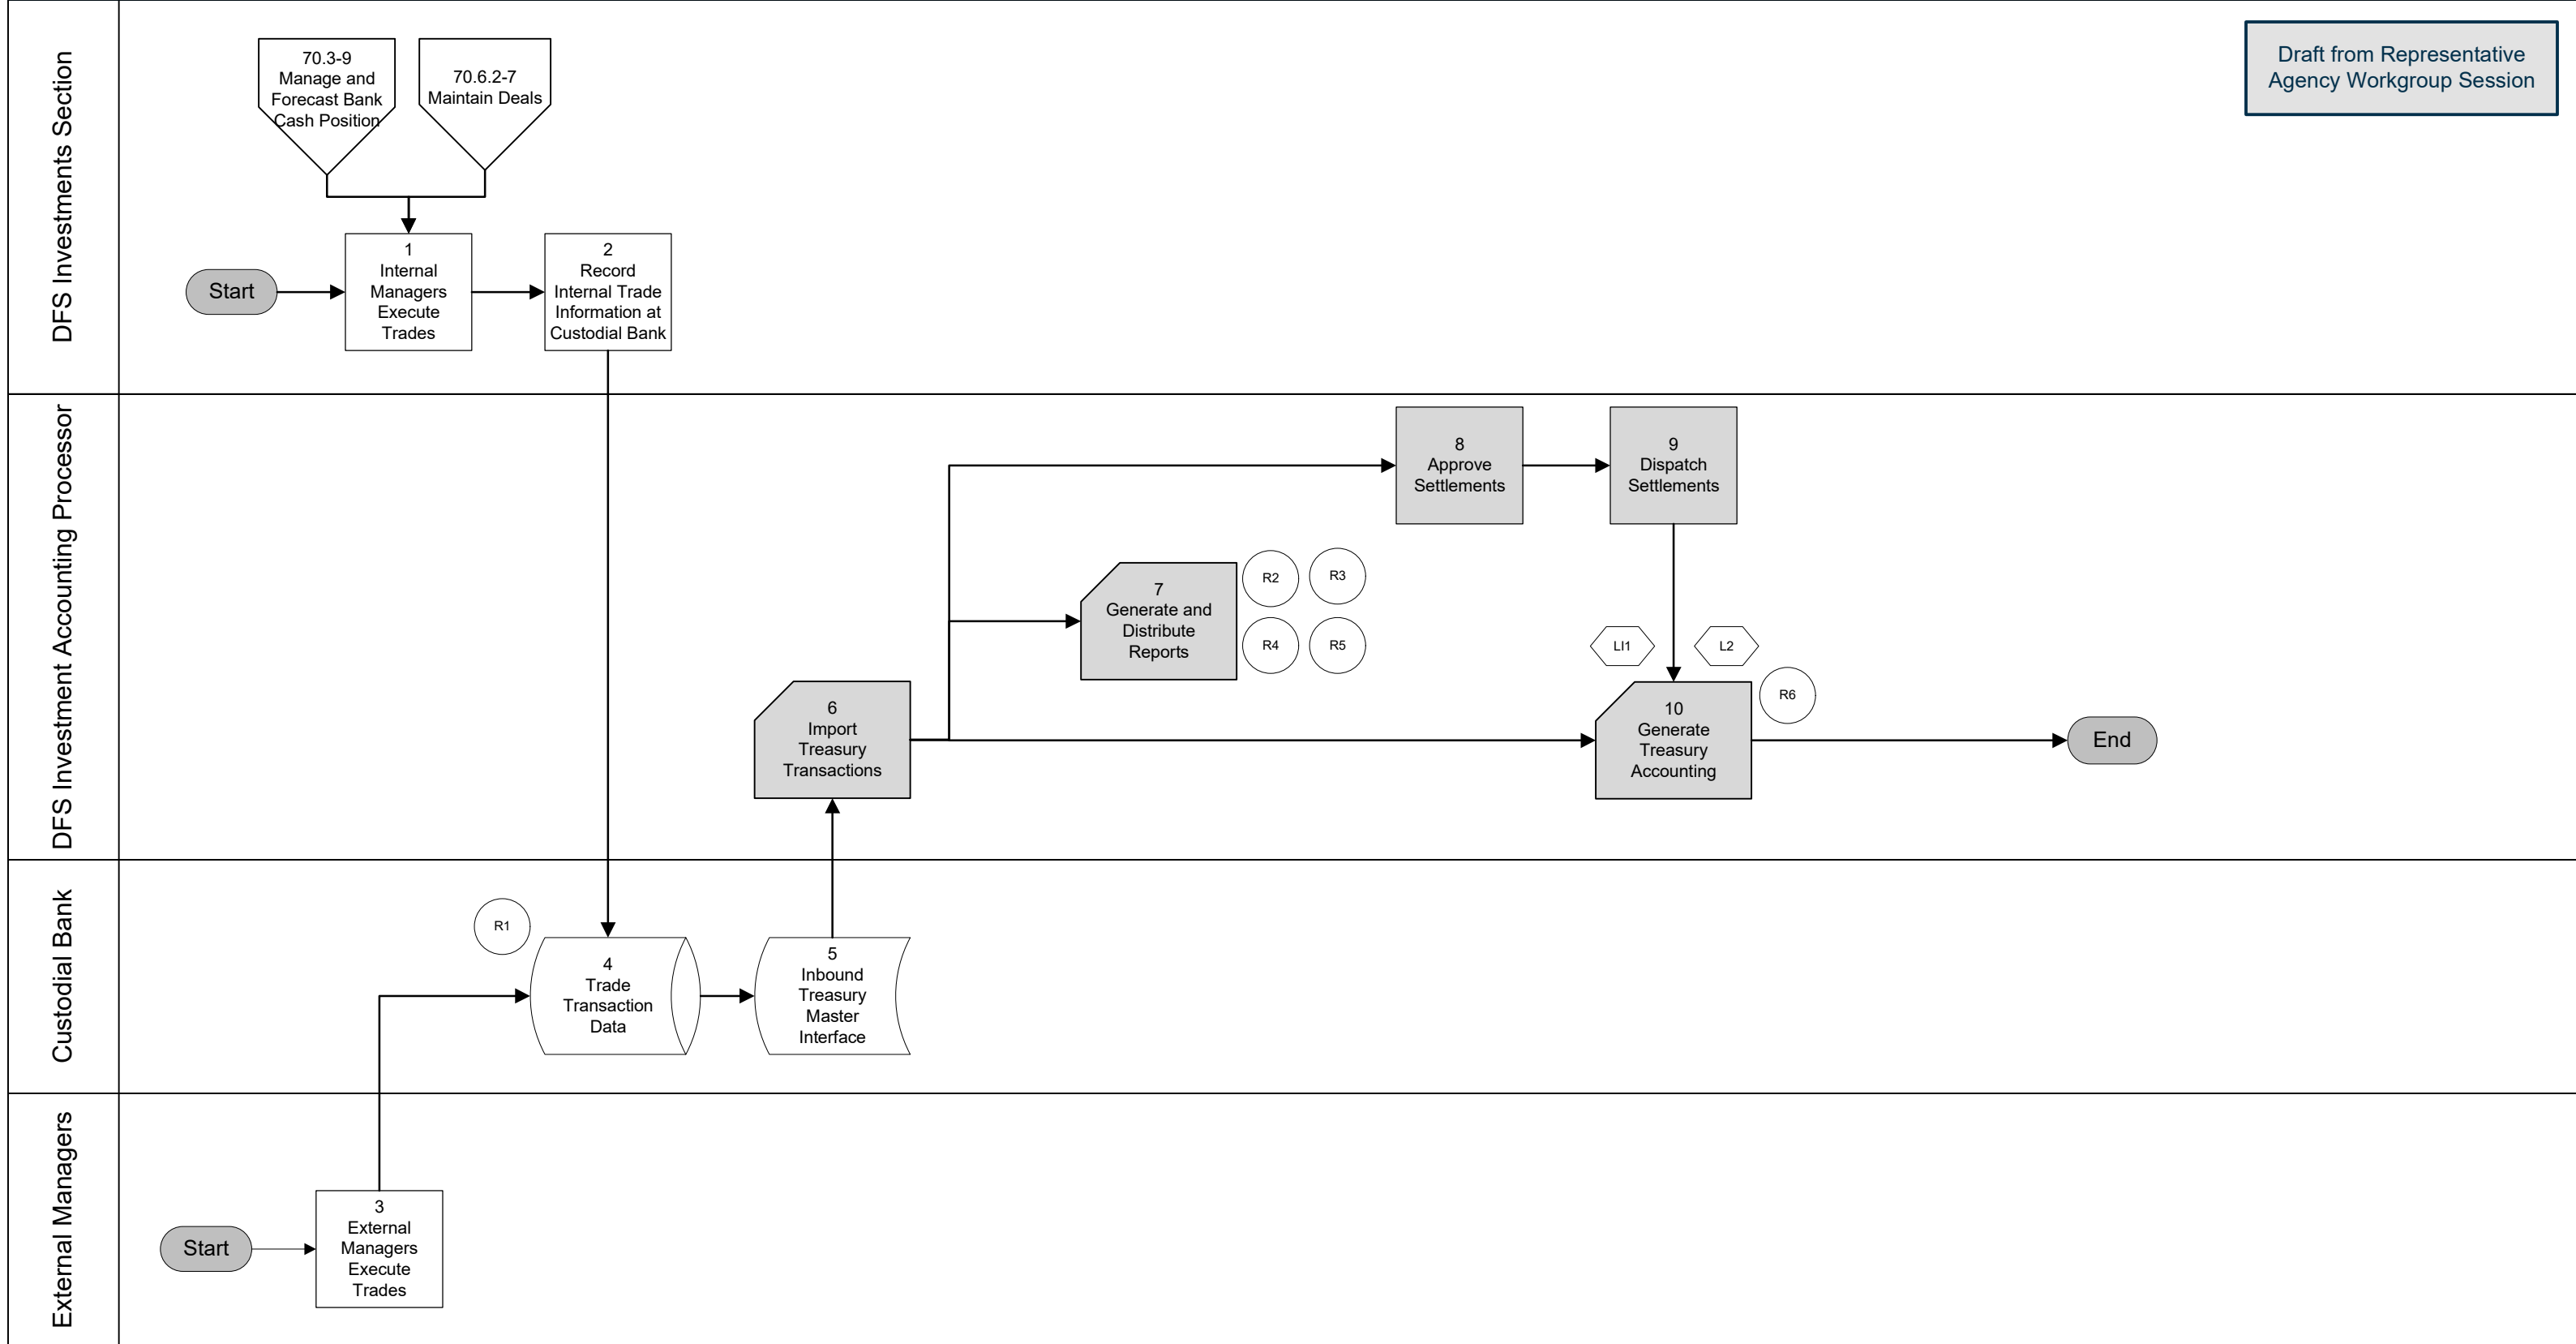 DFS Investments Section
70.3-9
Manage and
Forecast Bank
Cash Position
70.6.2-7
Maintain Deals
Draft from Representative
Agency Workgroup Session
Start
1
Internal
Managers
Execute
Trades
2
Record
Internal Trade
Information at
Custodial Bank
DFS Investment Accounting Processor
8
Approve
Settlements
9
Dispatch
Settlements
7
Generate and
Distribute
Reports
R2
R3
R4
R5
LI1
L2
6
Import
Treasury
Transactions
10
Generate
Treasury
Accounting
R6
End
Custodial Bank
R1
4
Trade
Transaction
Data
5
Inbound
Treasury
Master
Interface
External Managers
Start
3
External
Managers
Execute
Trades